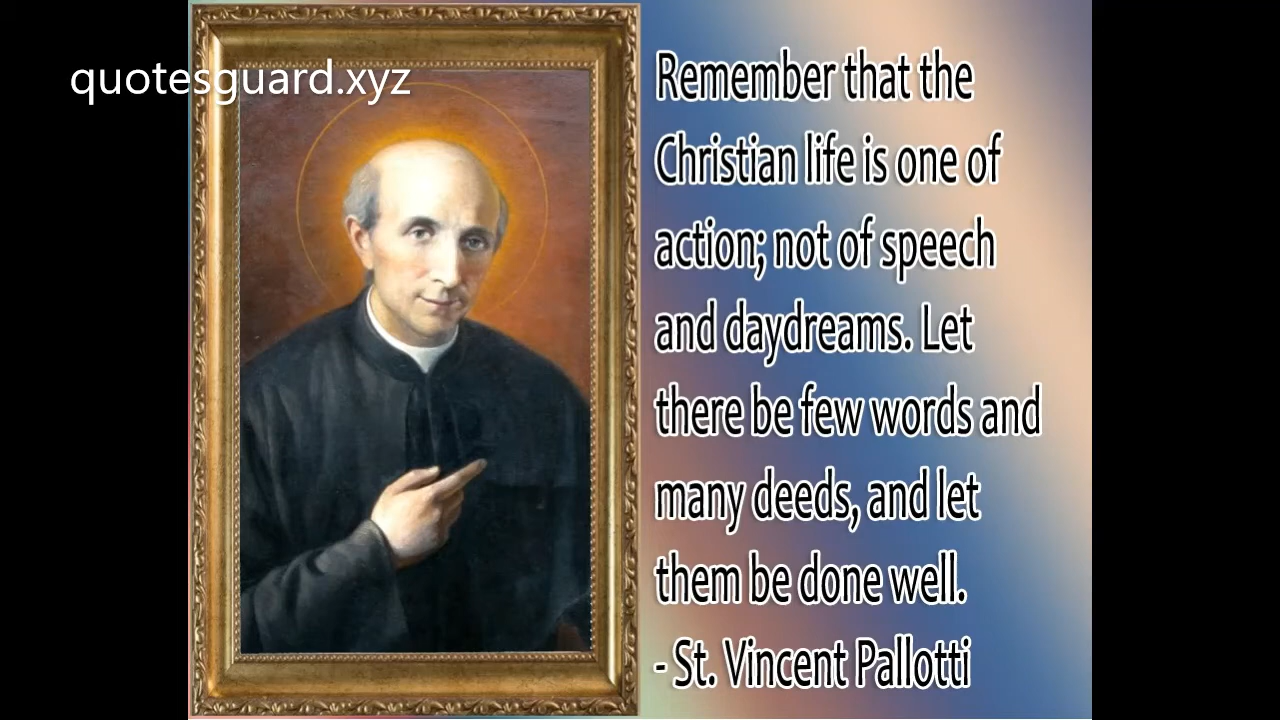 quotesguard.xyz
Remember that the
Christian life is one of
action; not of speech
and daydreams. Let
there be few words and
many deeds, and let
them be done well.
- St. Vincent Pallotti